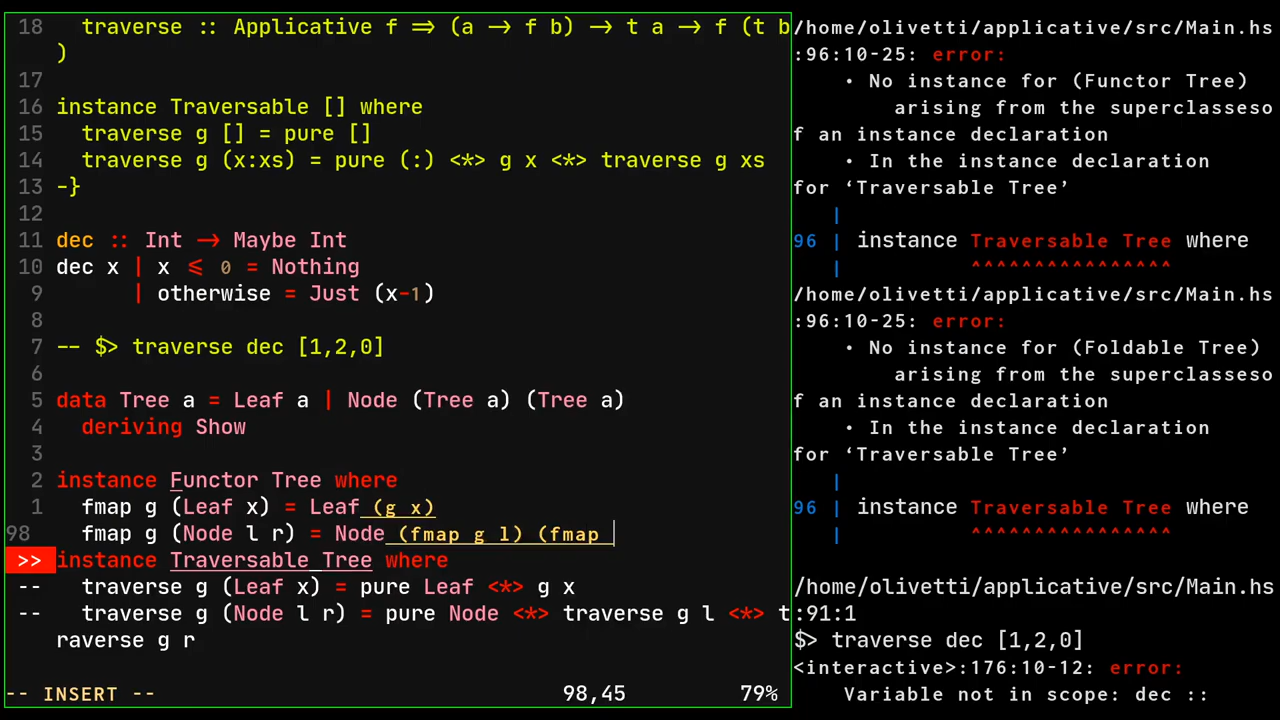 18   traverse :: Applicative f => (a -> f b) -> t a -> f (t b
)
17
16 instance Traversable [] where
15   traverse g [] = pure []
14   traverse g (x:xs) = pure (:) <*> g x <*> traverse g xs
13 -}
12
11 dec :: Int -> Maybe Int
10 dec x | x <= 0 = Nothing
9       | otherwise = Just (x-1)
8
7 -- $> traverse dec [1,2,0]
6
5 data Tree a = Leaf a | Node (Tree a) (Tree a)
4   deriving Show
3
2 instance Functor Tree where
1   fmap g (Leaf x) = Leaf (g x)
98   fmap g (Node l r) = Node (fmap g l) (fmap
>> instance Traversable Tree where
--   traverse g (Leaf x) = pure Leaf <*> g x
--   traverse g (Node l r) = pure Node <*> traverse g l <*> t
raverse g r
-- INSERT -- 98,45 79%
/home/olivetti/applicative/src/Main.hs
:96:10-25: error:
• No instance for (Functor Tree)
arising from the superclasseso
f an instance declaration
• In the instance declaration
for ‘Traversable Tree’
|
96 | instance Traversable Tree where
| ^^^^^^^^^^^^^^^^
/home/olivetti/applicative/src/Main.hs
:96:10-25: error:
• No instance for (Foldable Tree)
arising from the superclasseso
f an instance declaration
• In the instance declaration
for ‘Traversable Tree’
|
96 | instance Traversable Tree where
| ^^^^^^^^^^^^^^^^
/home/olivetti/applicative/src/Main.hs
:91:1
$> traverse dec [1,2,0]
<interactive>:176:10-12: error:
Variable not in scope: dec ::